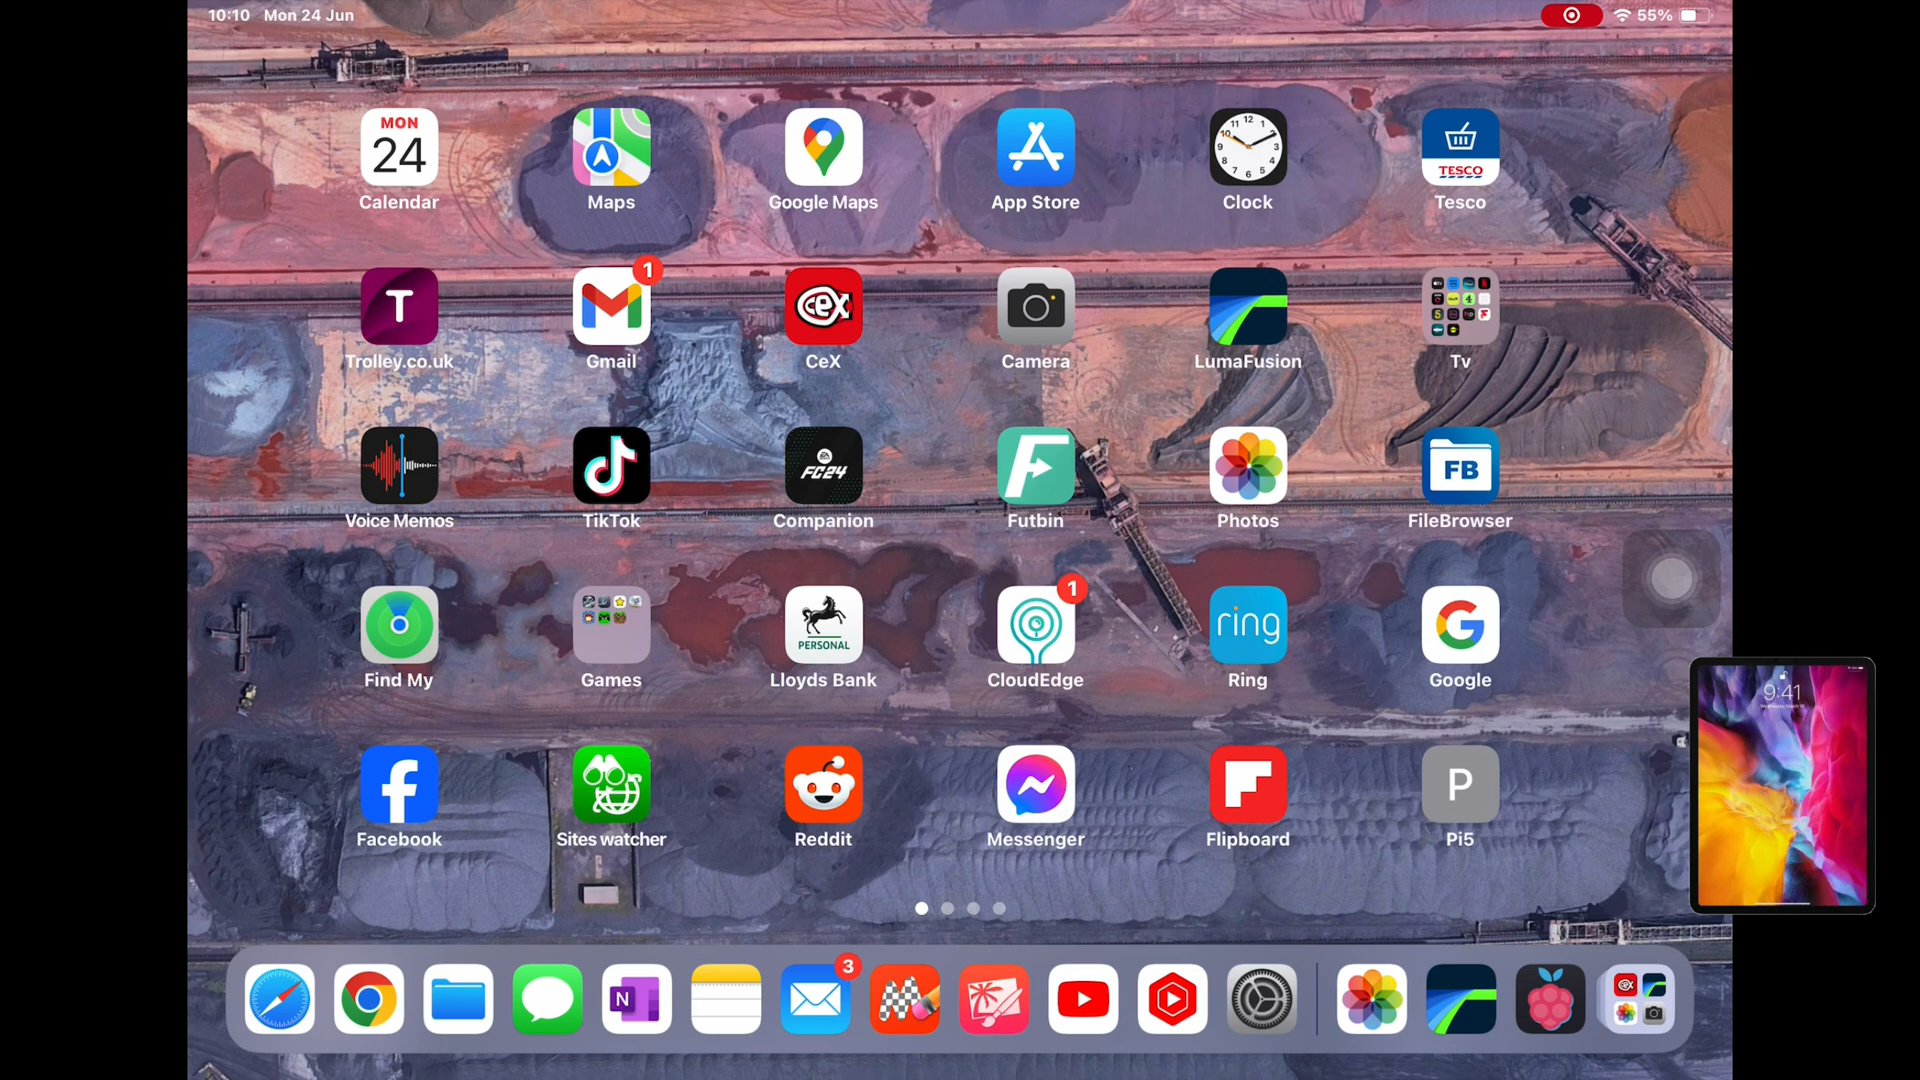 10:10 Mon 24 Jun
55%
MON
24
TESCO
Calendar
Maps
Google Maps
App Store
Clock
Tesco
T
1
CeX
Trolley.co.uk
Gmail
CeX
Camera
LumaFusion
Tv
FC24
FB
Voice Memos
TikTok
Companion
Futbin
Photos
FileBrowser
PERSONAL
1
ring
G
Find My
Games
Lloyds Bank
CloudEdge
Ring
Google
9:41
P
Facebook
Sites watcher
Reddit
Messenger
Flipboard
Pi5
N
3